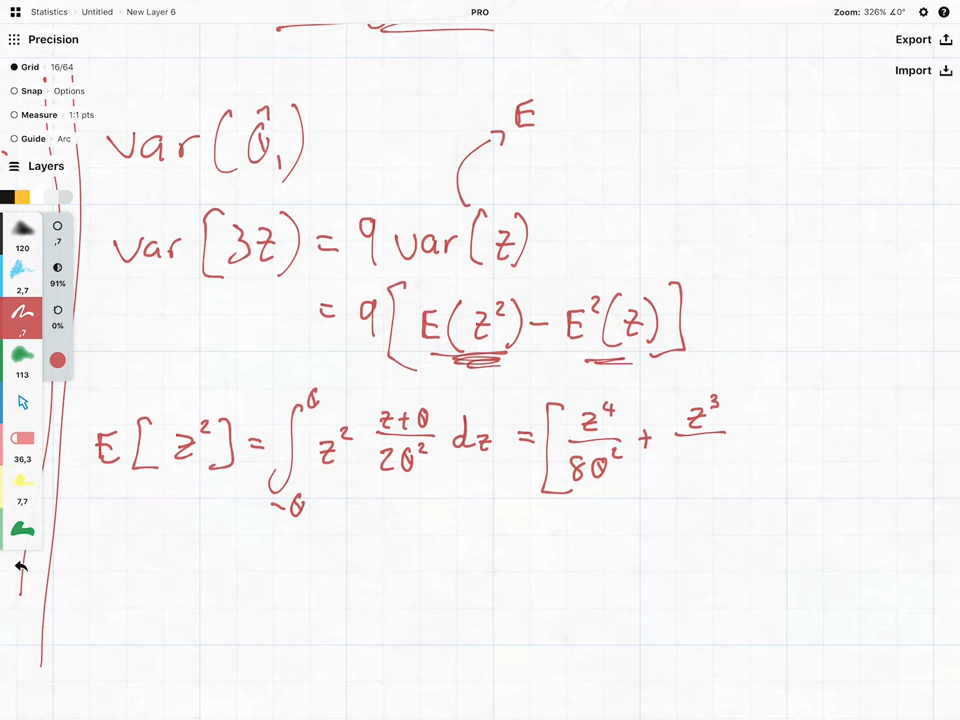 Statistics › Untitled › New Layer 6
PRO
Zoom: 326% ∡0°
Precision
Export
Grid › 16/64
Import
Snap › Options
Measure › 1:1 pts
Guide › Arc
Layers
120
,7
2,7
91%
,7
0%
113
36,3
7,7
E
var(θ̂₁)
var[3z) = 9 var(z)
= 9[E(z²) − E²(z)]
E[z²] = ∫_{-θ}^{θ} z² (z+θ)/(2θ²) dz = [z⁴/(8θ²) + z³/